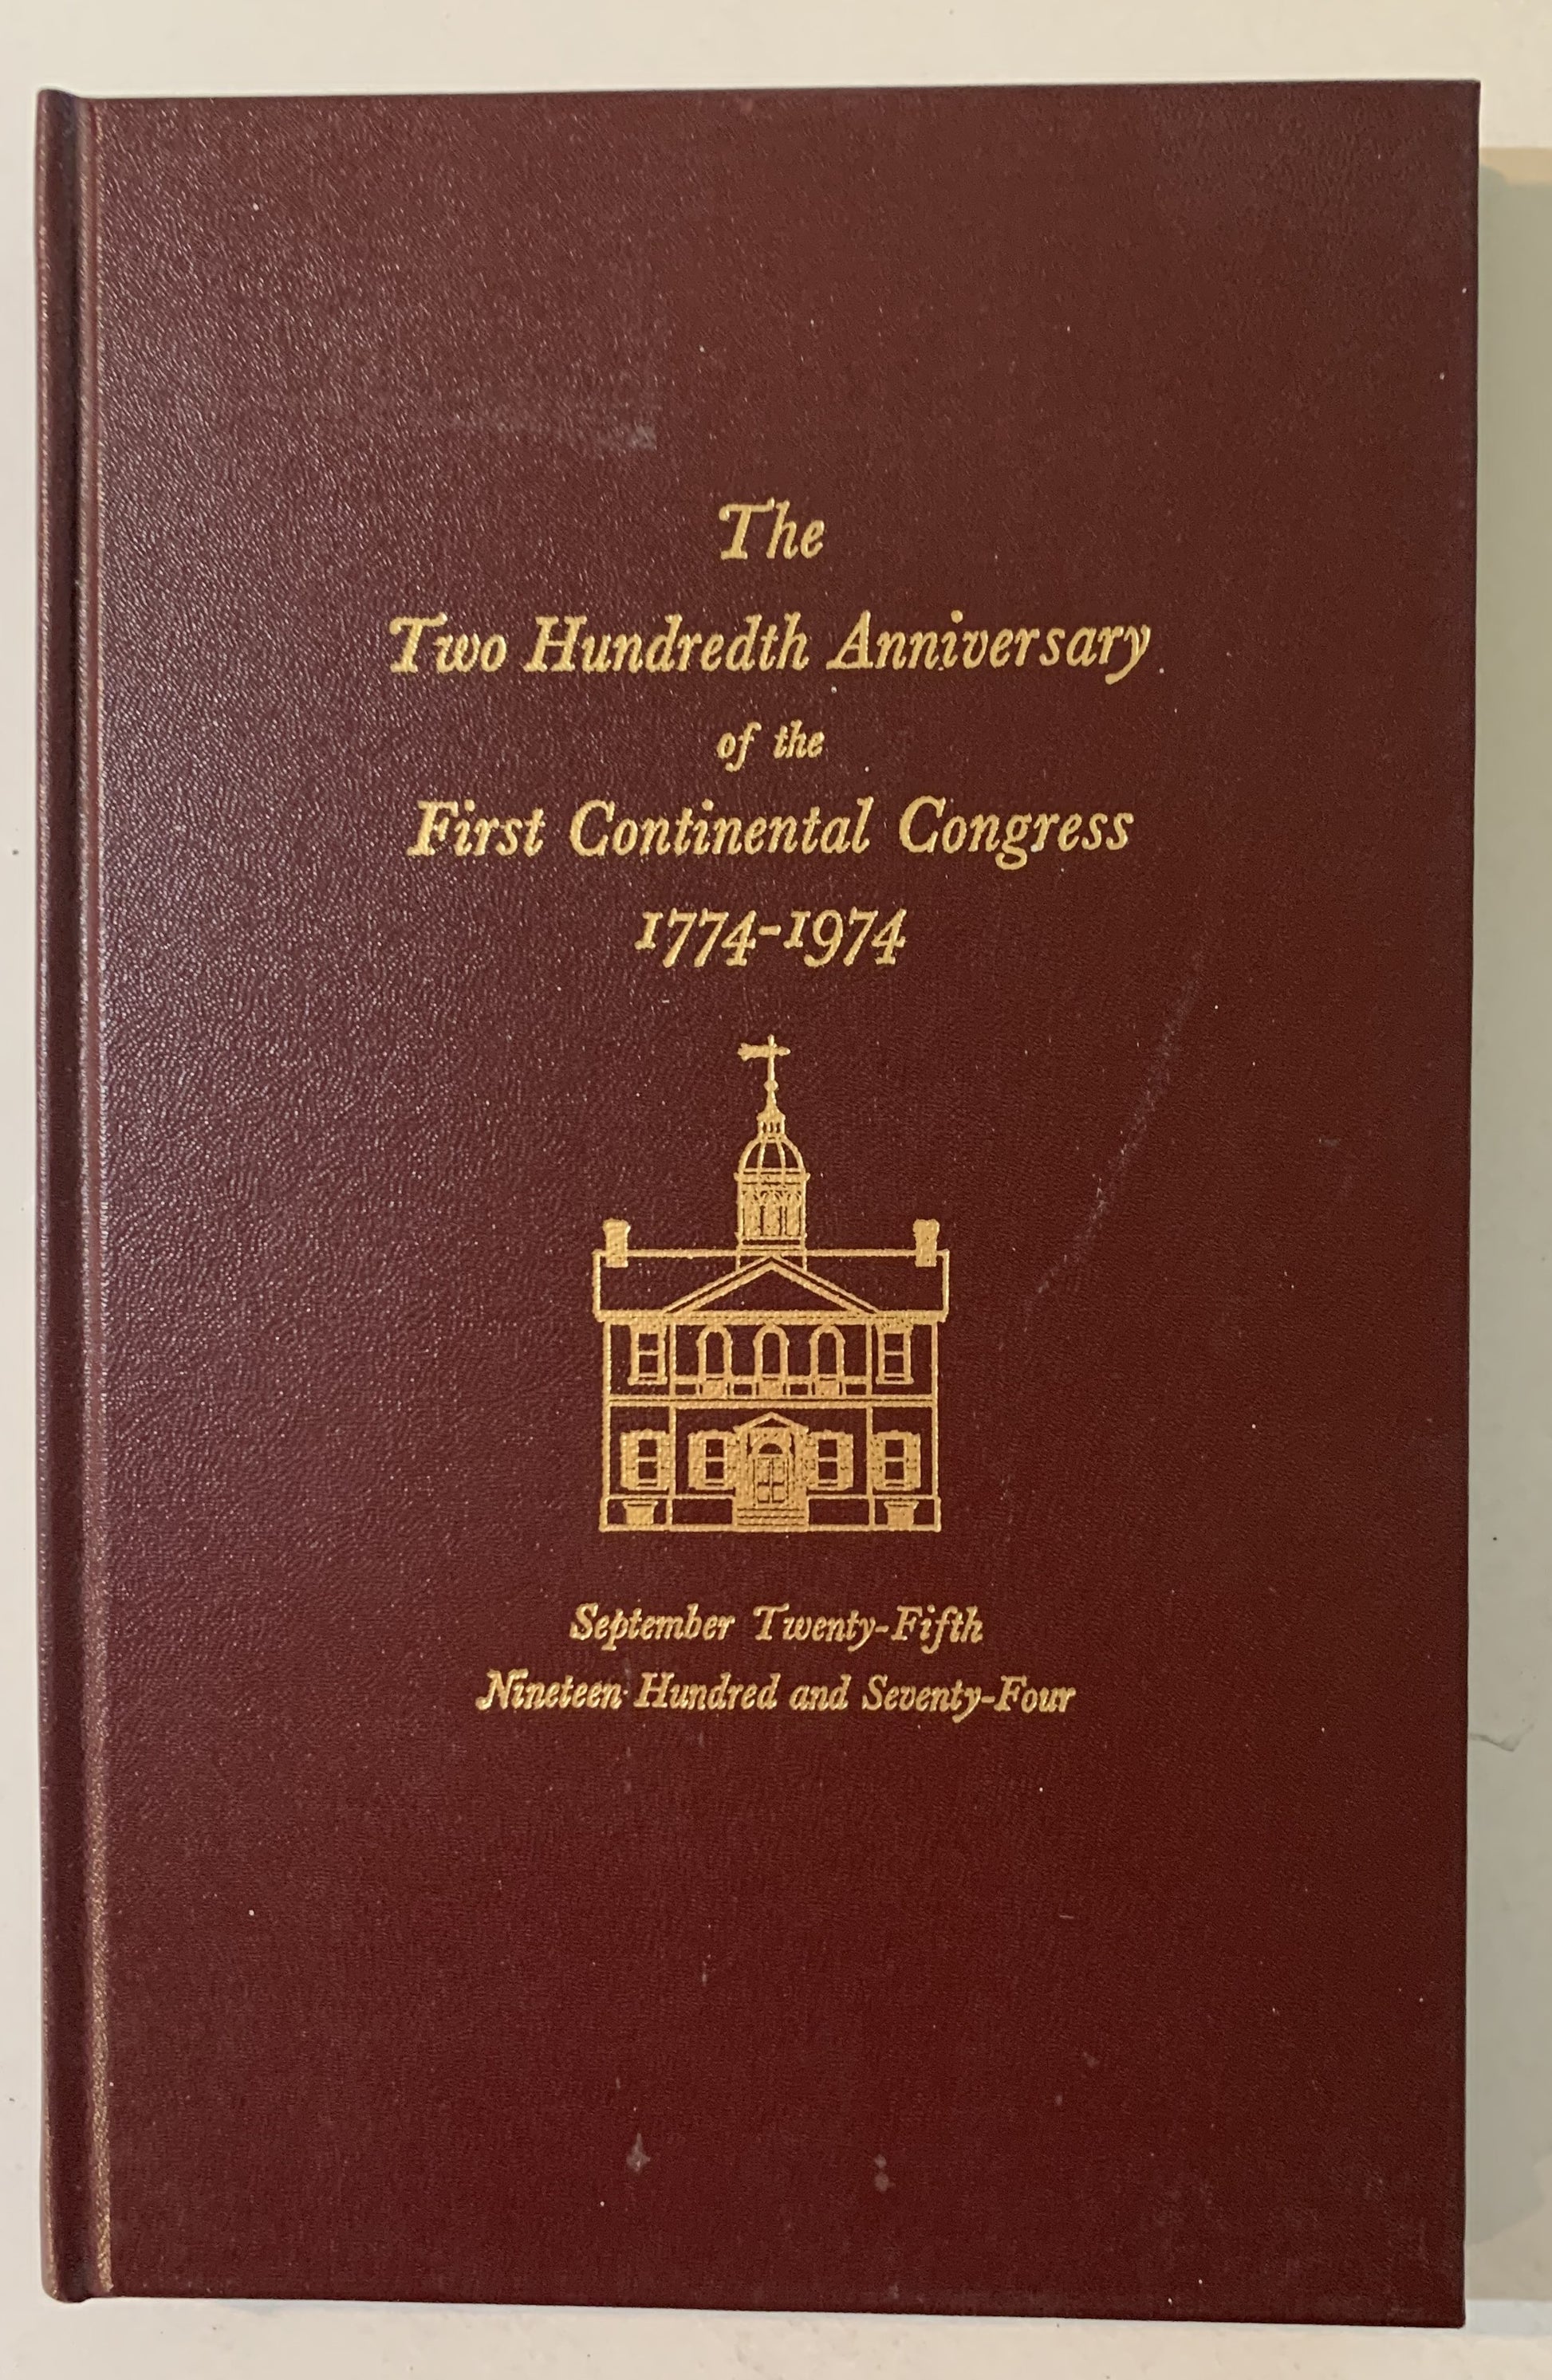 The
Two Hundredth Anniversary
of the
First Continental Congress
1774-1974
September Twenty-Fifth
Nineteen Hundred and Seventy-Four